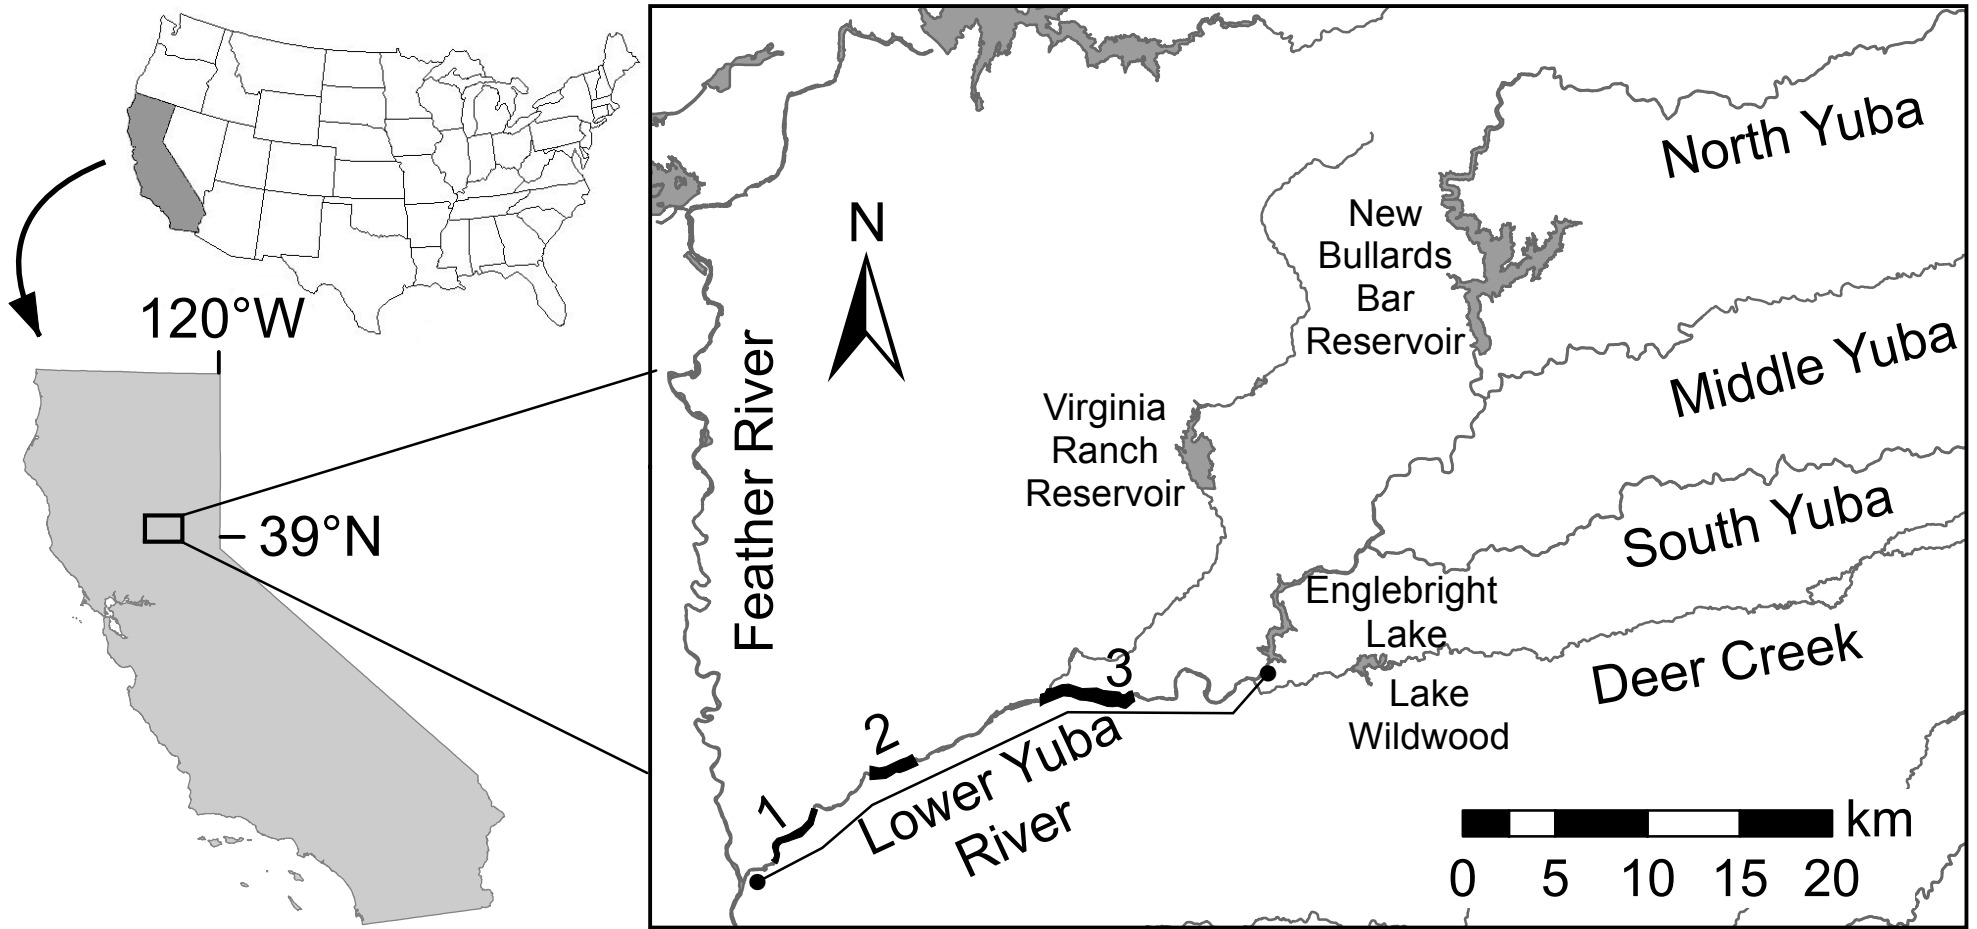 120°W
39°N
N
Feather River
North Yuba
New
Bullards
Bar
Reservoir
Middle Yuba
Virginia
Ranch
Reservoir
South Yuba
Englebright
Lake
Deer Creek
Lake
Wildwood
3
2
1
Lower Yuba
River
km
0 5 10 15 20